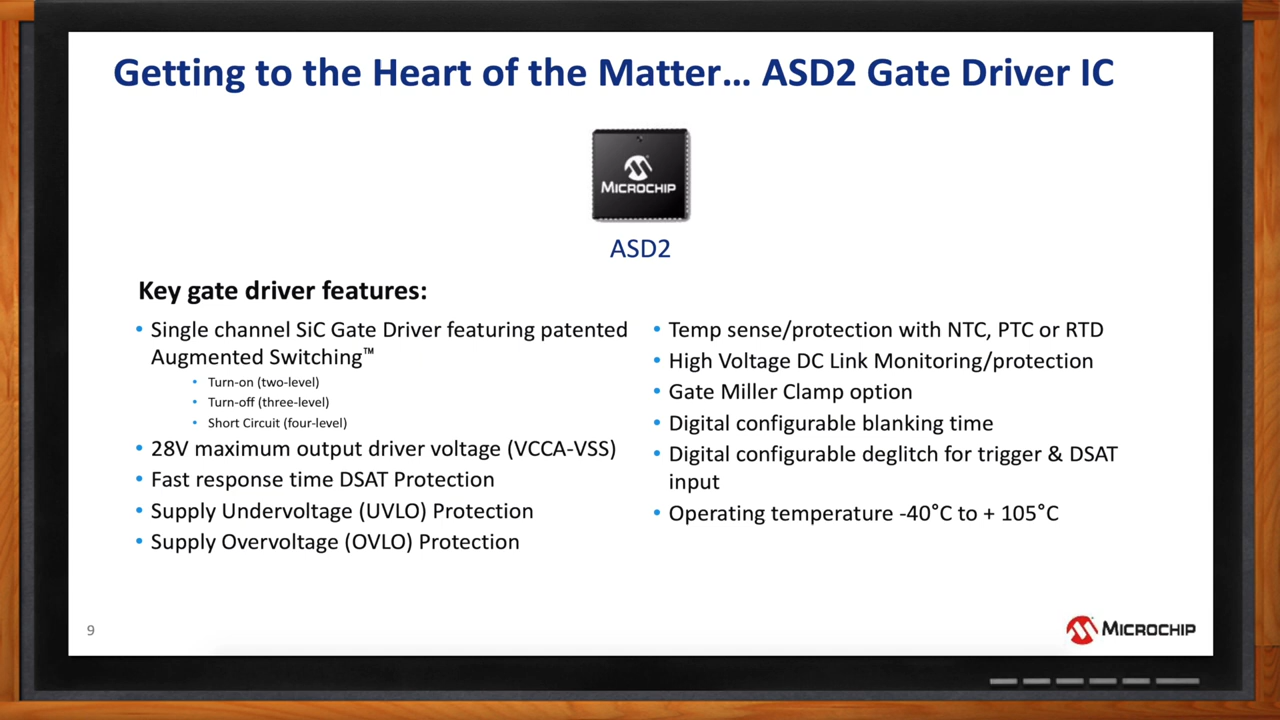 Getting to the Heart of the Matter... ASD2 Gate Driver IC
MICROCHIP
ASD2
Key gate driver features:
• Single channel SiC Gate Driver featuring patented
Augmented Switching™
• Turn-on (two-level)
• Turn-off (three-level)
• Short Circuit (four-level)
• 28V maximum output driver voltage (VCCA-VSS)
• Fast response time DSAT Protection
• Supply Undervoltage (UVLO) Protection
• Supply Overvoltage (OVLO) Protection
• Temp sense/protection with NTC, PTC or RTD
• High Voltage DC Link Monitoring/protection
• Gate Miller Clamp option
• Digital configurable blanking time
• Digital configurable deglitch for trigger & DSAT
input
• Operating temperature -40°C to + 105°C
9
MICROCHIP